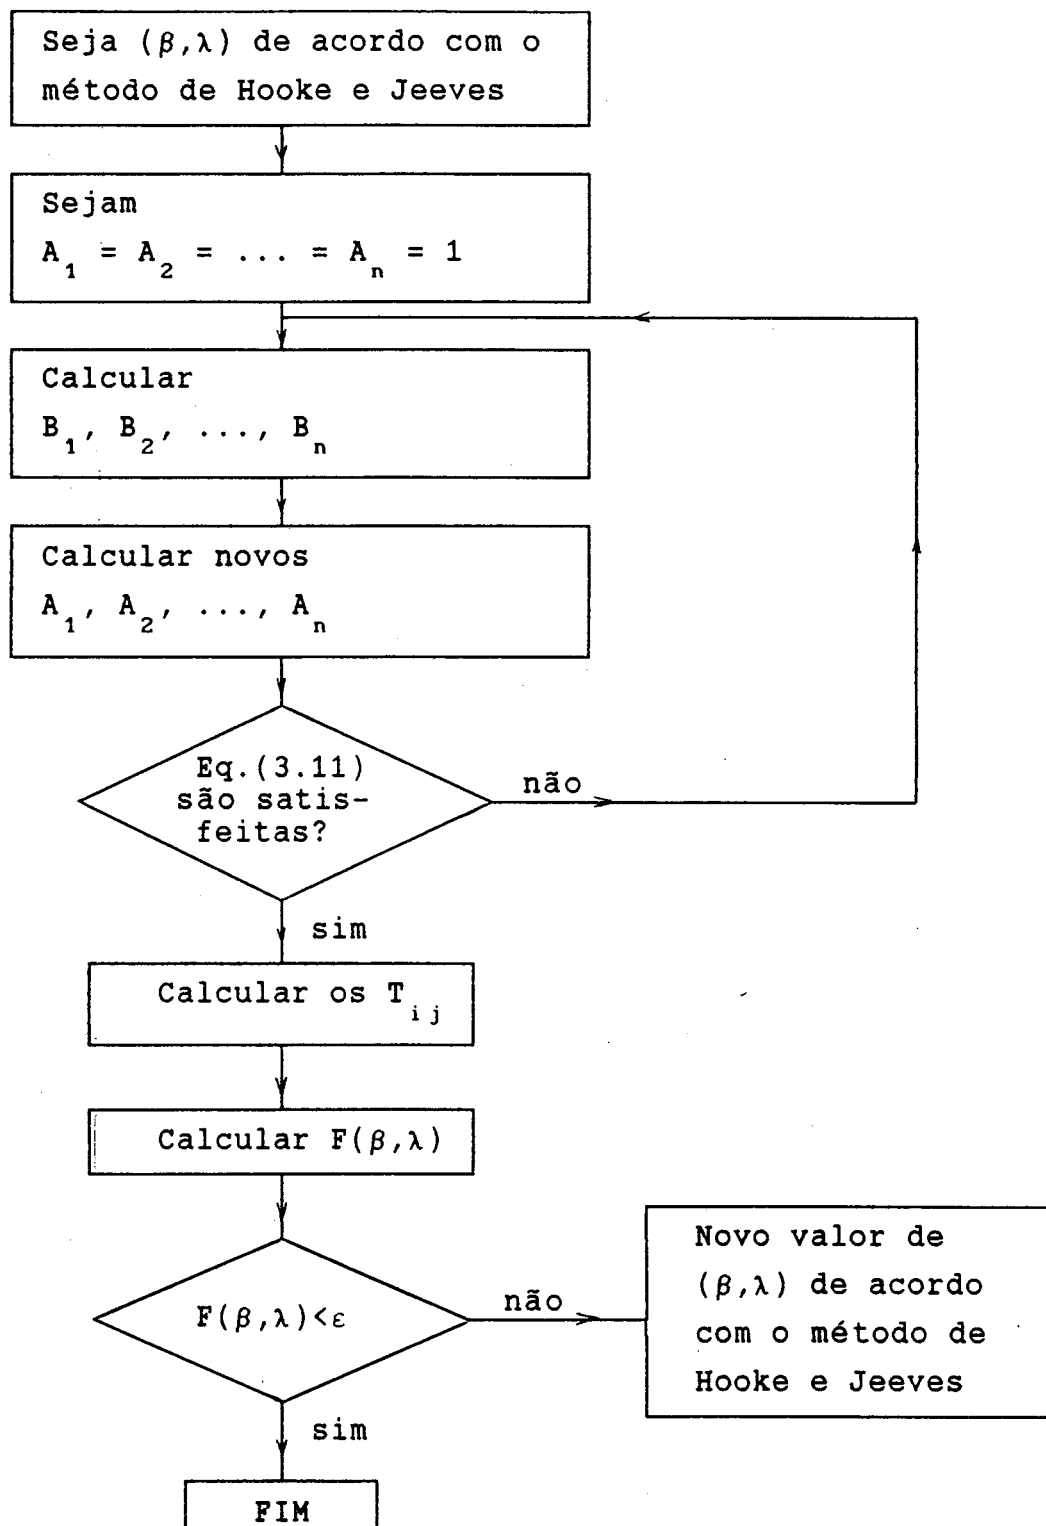 Seja (β,λ) de acordo com o
método de Hooke e Jeeves
Sejam
A₁ = A₂ = ... = Aₙ = 1
Calcular
B₁, B₂, ..., Bₙ
Calcular novos
A₁, A₂, ..., Aₙ
Eq.(3.11)
são satis-
feitas?
não
sim
Calcular os Tᵢⱼ
Calcular F(β,λ)
F(β,λ)<ε
não
Novo valor de
(β,λ) de acordo
com o método de
Hooke e Jeeves
sim
FIM